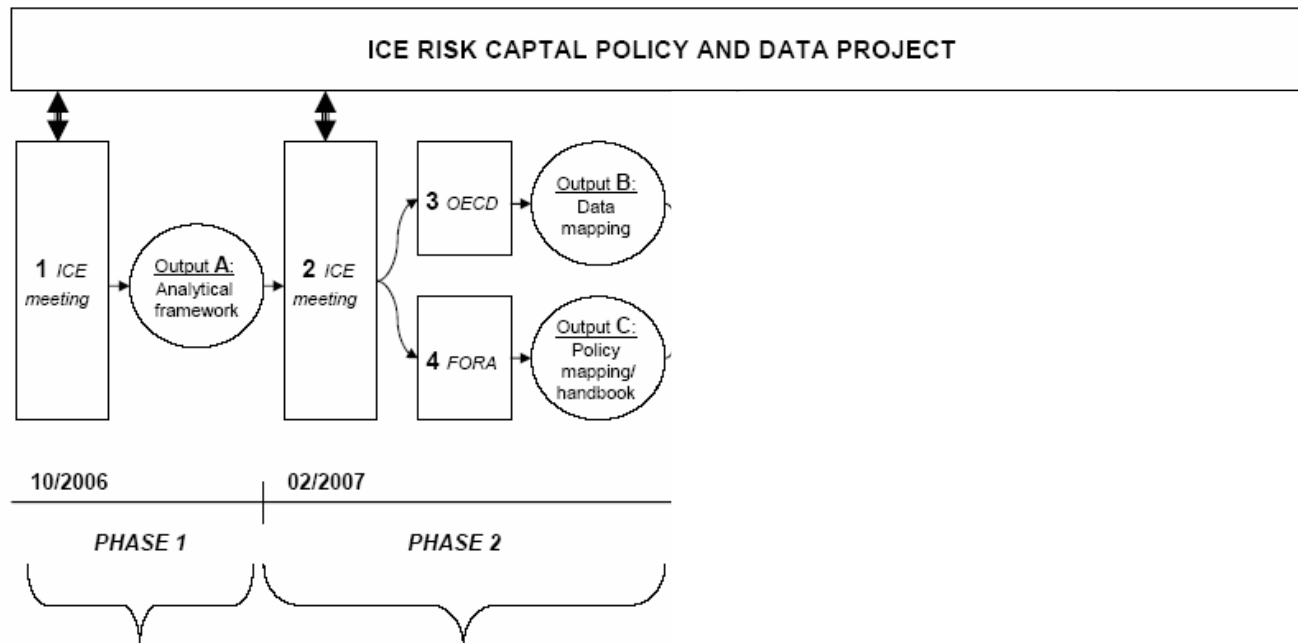 ICE RISK CAPTAL POLICY AND DATA PROJECT
1 ICE
meeting
Output A:
Analytical
framework
2 ICE
meeting
3 OECD
Output B:
Data
mapping
4 FORA
Output C:
Policy
mapping/
handbook
10/2006
02/2007
PHASE 1
PHASE 2